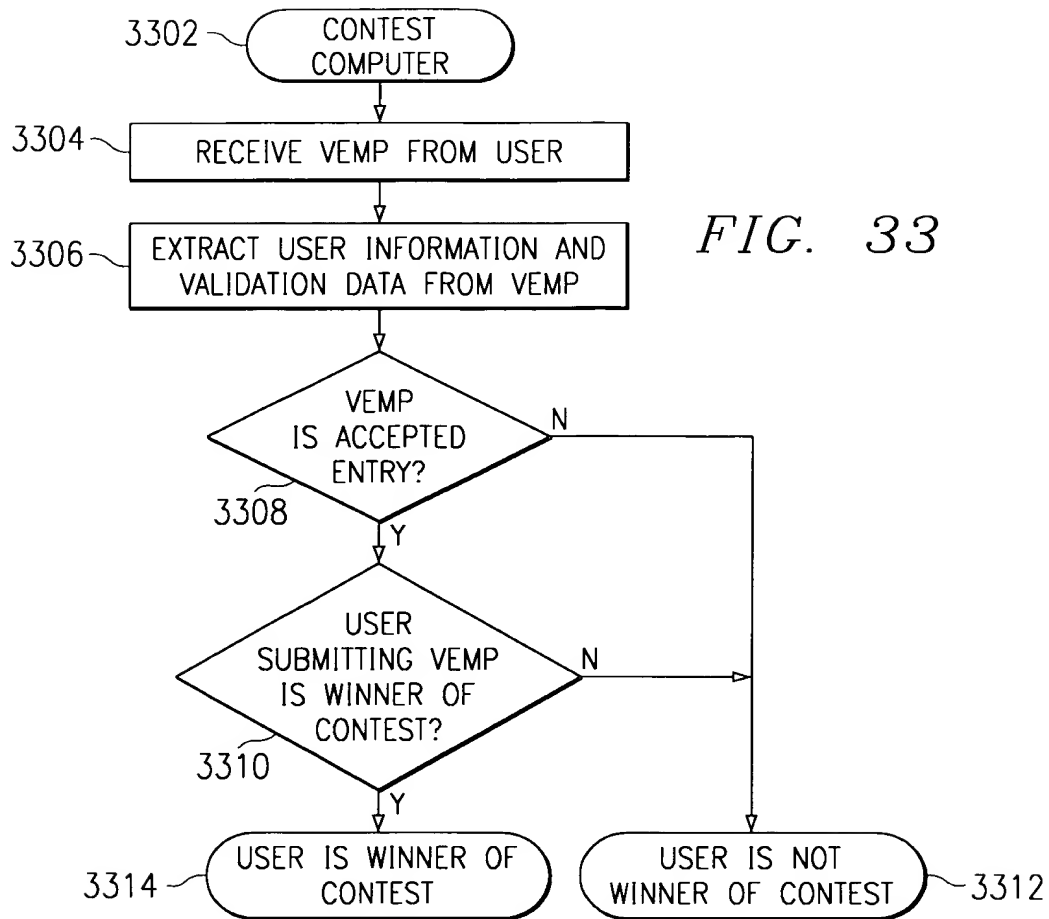 3302
CONTEST
COMPUTER
3304
RECEIVE VEMP FROM USER
3306
EXTRACT USER INFORMATION AND
VALIDATION DATA FROM VEMP
FIG. 33
VEMP
IS ACCEPTED
ENTRY?
N
3308
Y
USER
SUBMITTING VEMP
IS WINNER OF
CONTEST?
N
3310
Y
3314
USER IS WINNER OF
CONTEST
USER IS NOT
WINNER OF CONTEST
3312